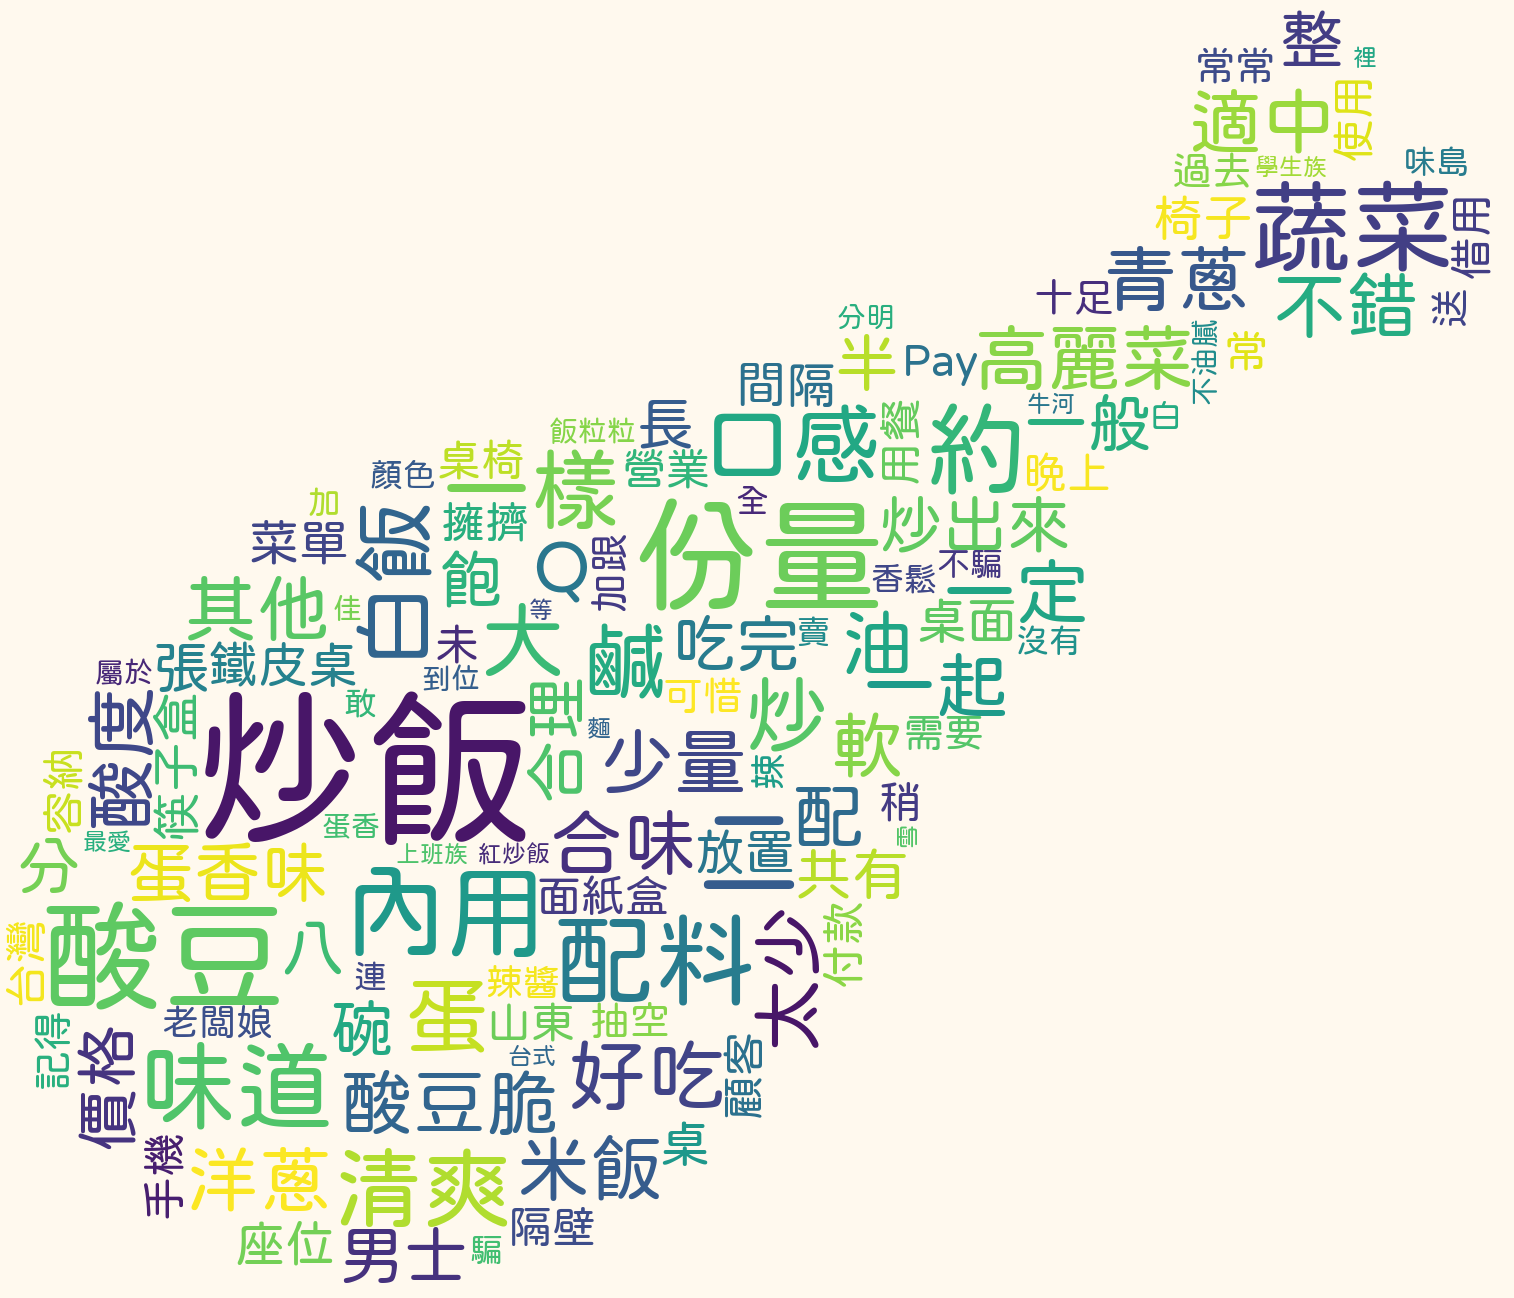 整
裡
常常
適中
使用
味島
過去
學生族
蔬菜
借用
椅子
青蔥
十足
不錯
送
分明
半
Pay
高麗菜
不油膩
常
間隔
牛河
一般
白
長
口感
用餐
約
晚上
飯粒粒
桌椅
一樣
營業
顏色
全
加
菜單
白飯
擁擠
份量
炒出來
飽
Q
加跟
香鬆
不騙
一定
其他
佳
等
大
未
鹹
吃完
賣
油
桌面
沒有
張鐵皮桌
屬於
到位
一起
敢
合理
可惜
炒
酸度
筷子盒
炒飯
麵
少量
辣
軟
需要
容納
配
稍
蛋香
合味
一
放置
最愛
分
蛋香味
上班族
紅炒飯
面紙盒
一
共有
內用
酸豆
八
台灣
配料
太少
付款
連
辣醬
蛋
碗
山東
抽空
老闆娘
記得
價格
味道
台式
好吃
顧客
酸豆脆
桌
手機
洋蔥
清爽
米飯
隔壁
座位
男士
騙